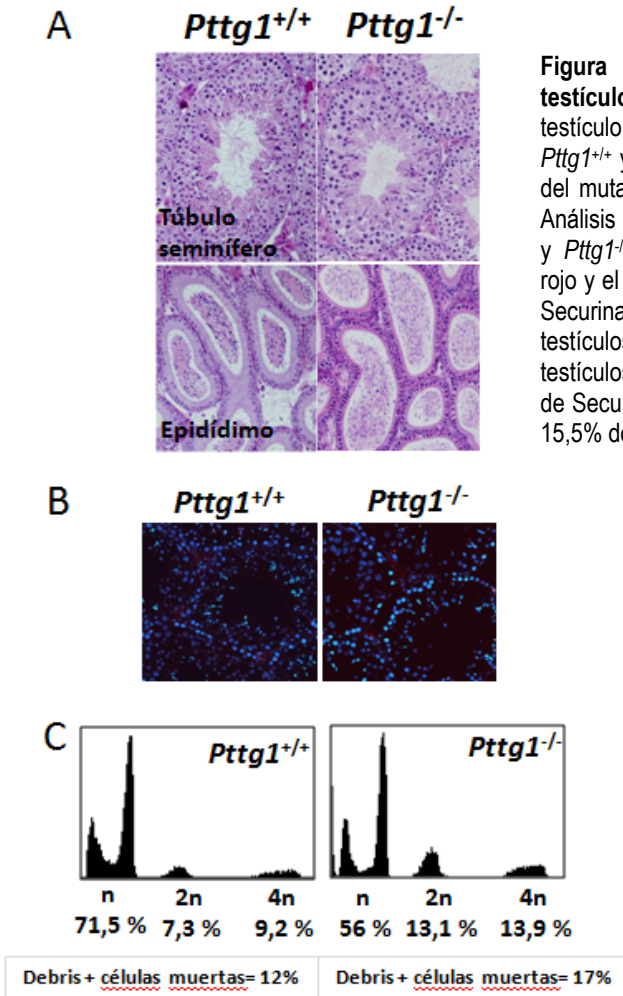 A
Pttg1+/+ Pttg1-/-
Túbulo
seminífero
Epidídimo
Figura
testículo
testículo
Pttg1+/+ y
del muta
Análisis
y Pttg1-/
rojo y el
Securina
testículos
testículos
de Secu
15,5% de
B
Pttg1+/+ Pttg1-/-
C
Pttg1+/+ Pttg1-/-
n 2n 4n n 2n 4n
71,5 % 7,3 % 9,2 % 56 % 13,1 % 13,9 %
Debris + células muertas= 12% Debris + células muertas= 17%